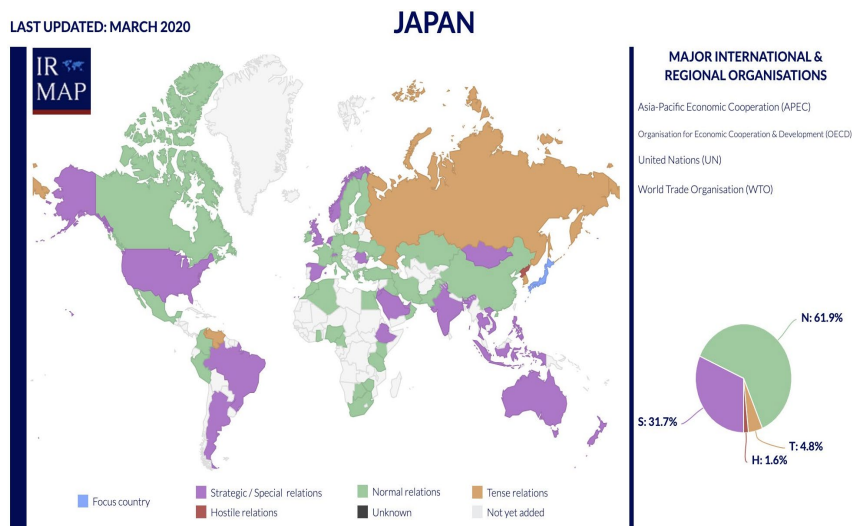 LAST UPDATED: MARCH 2020
JAPAN
IR
MAP
MAJOR INTERNATIONAL &
REGIONAL ORGANISATIONS
Asia-Pacific Economic Cooperation (APEC)
Organisation for Economic Cooperation & Development (OECD)
United Nations (UN)
World Trade Organisation (WTO)
N: 61.9%
S: 31.7%
T: 4.8%
H: 1.6%
Focus country
Strategic / Special relations
Hostile relations
Normal relations
Unknown
Tense relations
Not yet added